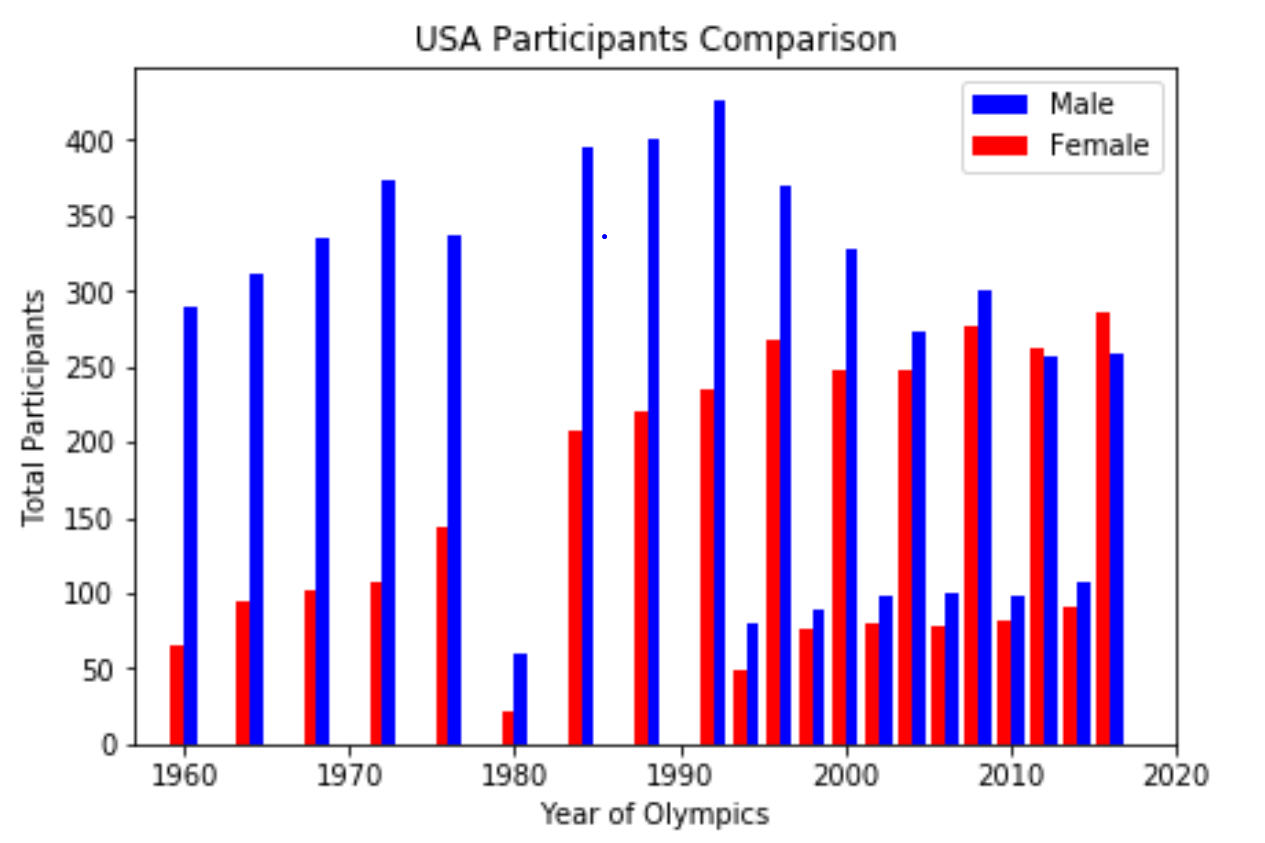 USA Participants Comparison
Male
Female
400
350
300
250
200
150
100
50
0
Total Participants
1960 1970 1980 1990 2000 2010 2020
Year of Olympics